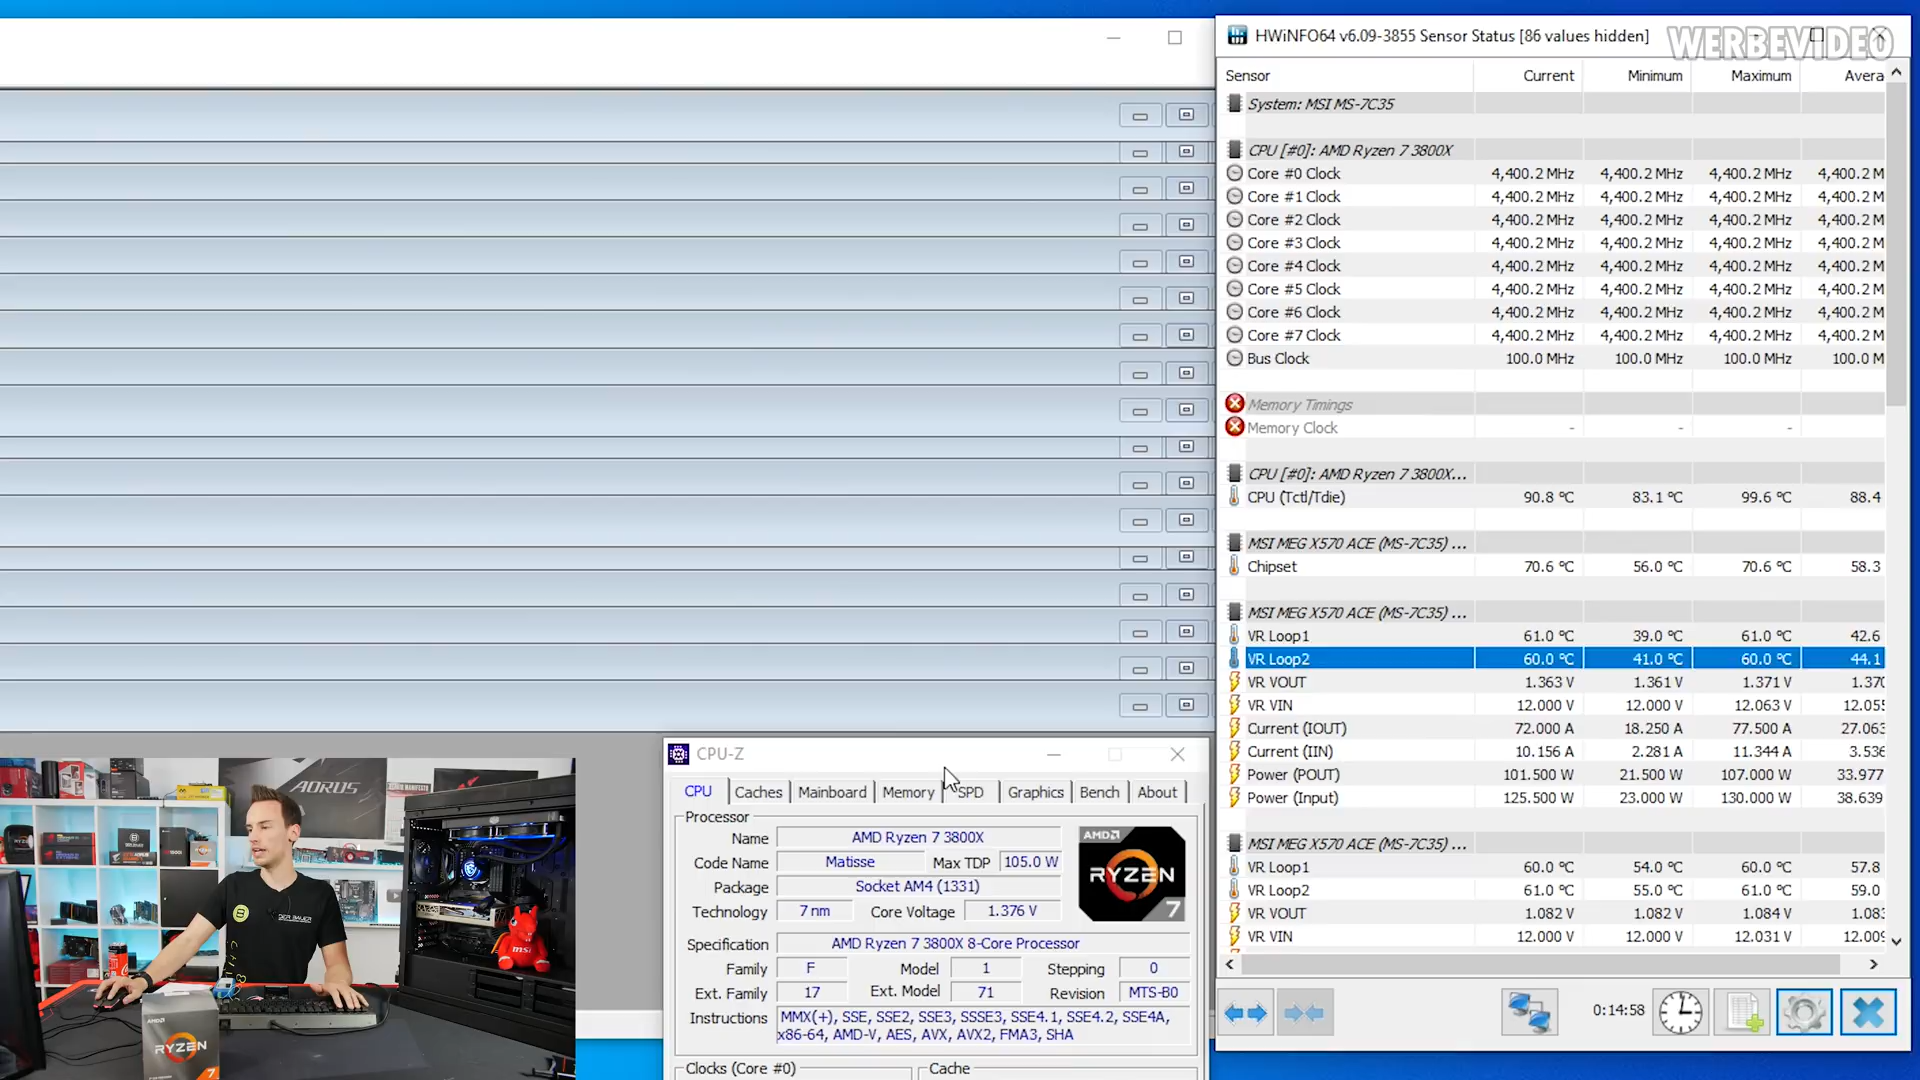 HWiNFO64 v6.09-3855 Sensor Status [86 values hidden]
WERBEVIDEO
Sensor Current Minimum Maximum Avera
System: MSI MS-7C35
CPU [#0]: AMD Ryzen 7 3800X
Core #0 Clock 4,400.2 MHz 4,400.2 MHz 4,400.2 MHz 4,400.2 M
Core #1 Clock 4,400.2 MHz 4,400.2 MHz 4,400.2 MHz 4,400.2 M
Core #2 Clock 4,400.2 MHz 4,400.2 MHz 4,400.2 MHz 4,400.2 M
Core #3 Clock 4,400.2 MHz 4,400.2 MHz 4,400.2 MHz 4,400.2 M
Core #4 Clock 4,400.2 MHz 4,400.2 MHz 4,400.2 MHz 4,400.2 M
Core #5 Clock 4,400.2 MHz 4,400.2 MHz 4,400.2 MHz 4,400.2 M
Core #6 Clock 4,400.2 MHz 4,400.2 MHz 4,400.2 MHz 4,400.2 M
Core #7 Clock 4,400.2 MHz 4,400.2 MHz 4,400.2 MHz 4,400.2 M
Bus Clock 100.0 MHz 100.0 MHz 100.0 MHz 100.0 M
Memory Timings
Memory Clock - - -
CPU [#0]: AMD Ryzen 7 3800X...
CPU (Tctl/Tdie) 90.8 °C 83.1 °C 99.6 °C 88.4
MSI MEG X570 ACE (MS-7C35) ...
Chipset 70.6 °C 56.0 °C 70.6 °C 58.3
MSI MEG X570 ACE (MS-7C35) ...
VR Loop1 61.0 °C 39.0 °C 61.0 °C 42.6
VR Loop2 60.0 °C 41.0 °C 60.0 °C 44.1
VR VOUT 1.363 V 1.361 V 1.371 V 1.370
VR VIN 12.000 V 12.000 V 12.063 V 12.055
Current (IOUT) 72.000 A 18.250 A 77.500 A 27.063
Current (IIN) 10.156 A 2.281 A 11.344 A 3.536
Power (POUT) 101.500 W 21.500 W 107.000 W 33.977
Power (Input) 125.500 W 23.000 W 130.000 W 38.639
MSI MEG X570 ACE (MS-7C35) ...
VR Loop1 60.0 °C 54.0 °C 60.0 °C 57.8
VR Loop2 61.0 °C 55.0 °C 61.0 °C 59.0
VR VOUT 1.082 V 1.082 V 1.084 V 1.083
VR VIN 12.000 V 12.000 V 12.031 V 12.009
0:14:58
CPU-Z
CPU Caches Mainboard Memory SPD Graphics Bench About
Processor
Name AMD Ryzen 7 3800X
Code Name Matisse Max TDP 105.0 W
Package Socket AM4 (1331)
Technology 7 nm Core Voltage 1.376 V
Specification AMD Ryzen 7 3800X 8-Core Processor
Family F Model 1 Stepping 0
Ext. Family 17 Ext. Model 71 Revision MTS-B0
Instructions MMX(+), SSE, SSE2, SSE3, SSSE3, SSE4.1, SSE4.2, SSE4A,
x86-64, AMD-V, AES, AVX, AVX2, FMA3, SHA
Clocks (Core #0) Cache
AMD
RYZEN
7
AORUS
DER BAUER
msi
AMD
RYZEN
7